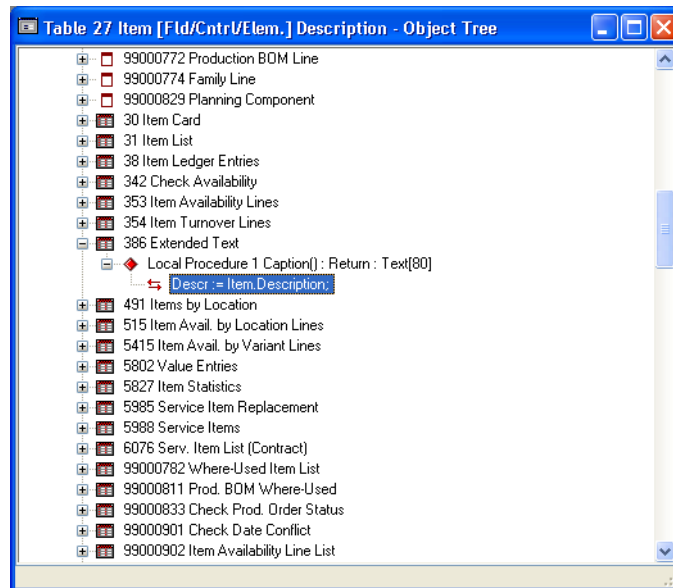 Table 27 Item [Fld/Cntrl/Elem.] Description - Object Tree
99000772 Production BOM Line
99000774 Family Line
99000829 Planning Component
30 Item Card
31 Item List
38 Item Ledger Entries
342 Check Availability
353 Item Availability Lines
354 Item Turnover Lines
386 Extended Text
Local Procedure 1 Caption() : Return : Text[80]
Descr := Item.Description;
491 Items by Location
515 Item Avail. by Location Lines
5415 Item Avail. by Variant Lines
5802 Value Entries
5827 Item Statistics
5985 Service Item Replacement
5988 Service Items
6076 Serv. Item List (Contract)
99000782 Where-Used Item List
99000811 Prod. BOM Where-Used
99000833 Check Prod. Order Status
99000901 Check Date Conflict
99000902 Item Availability Line List